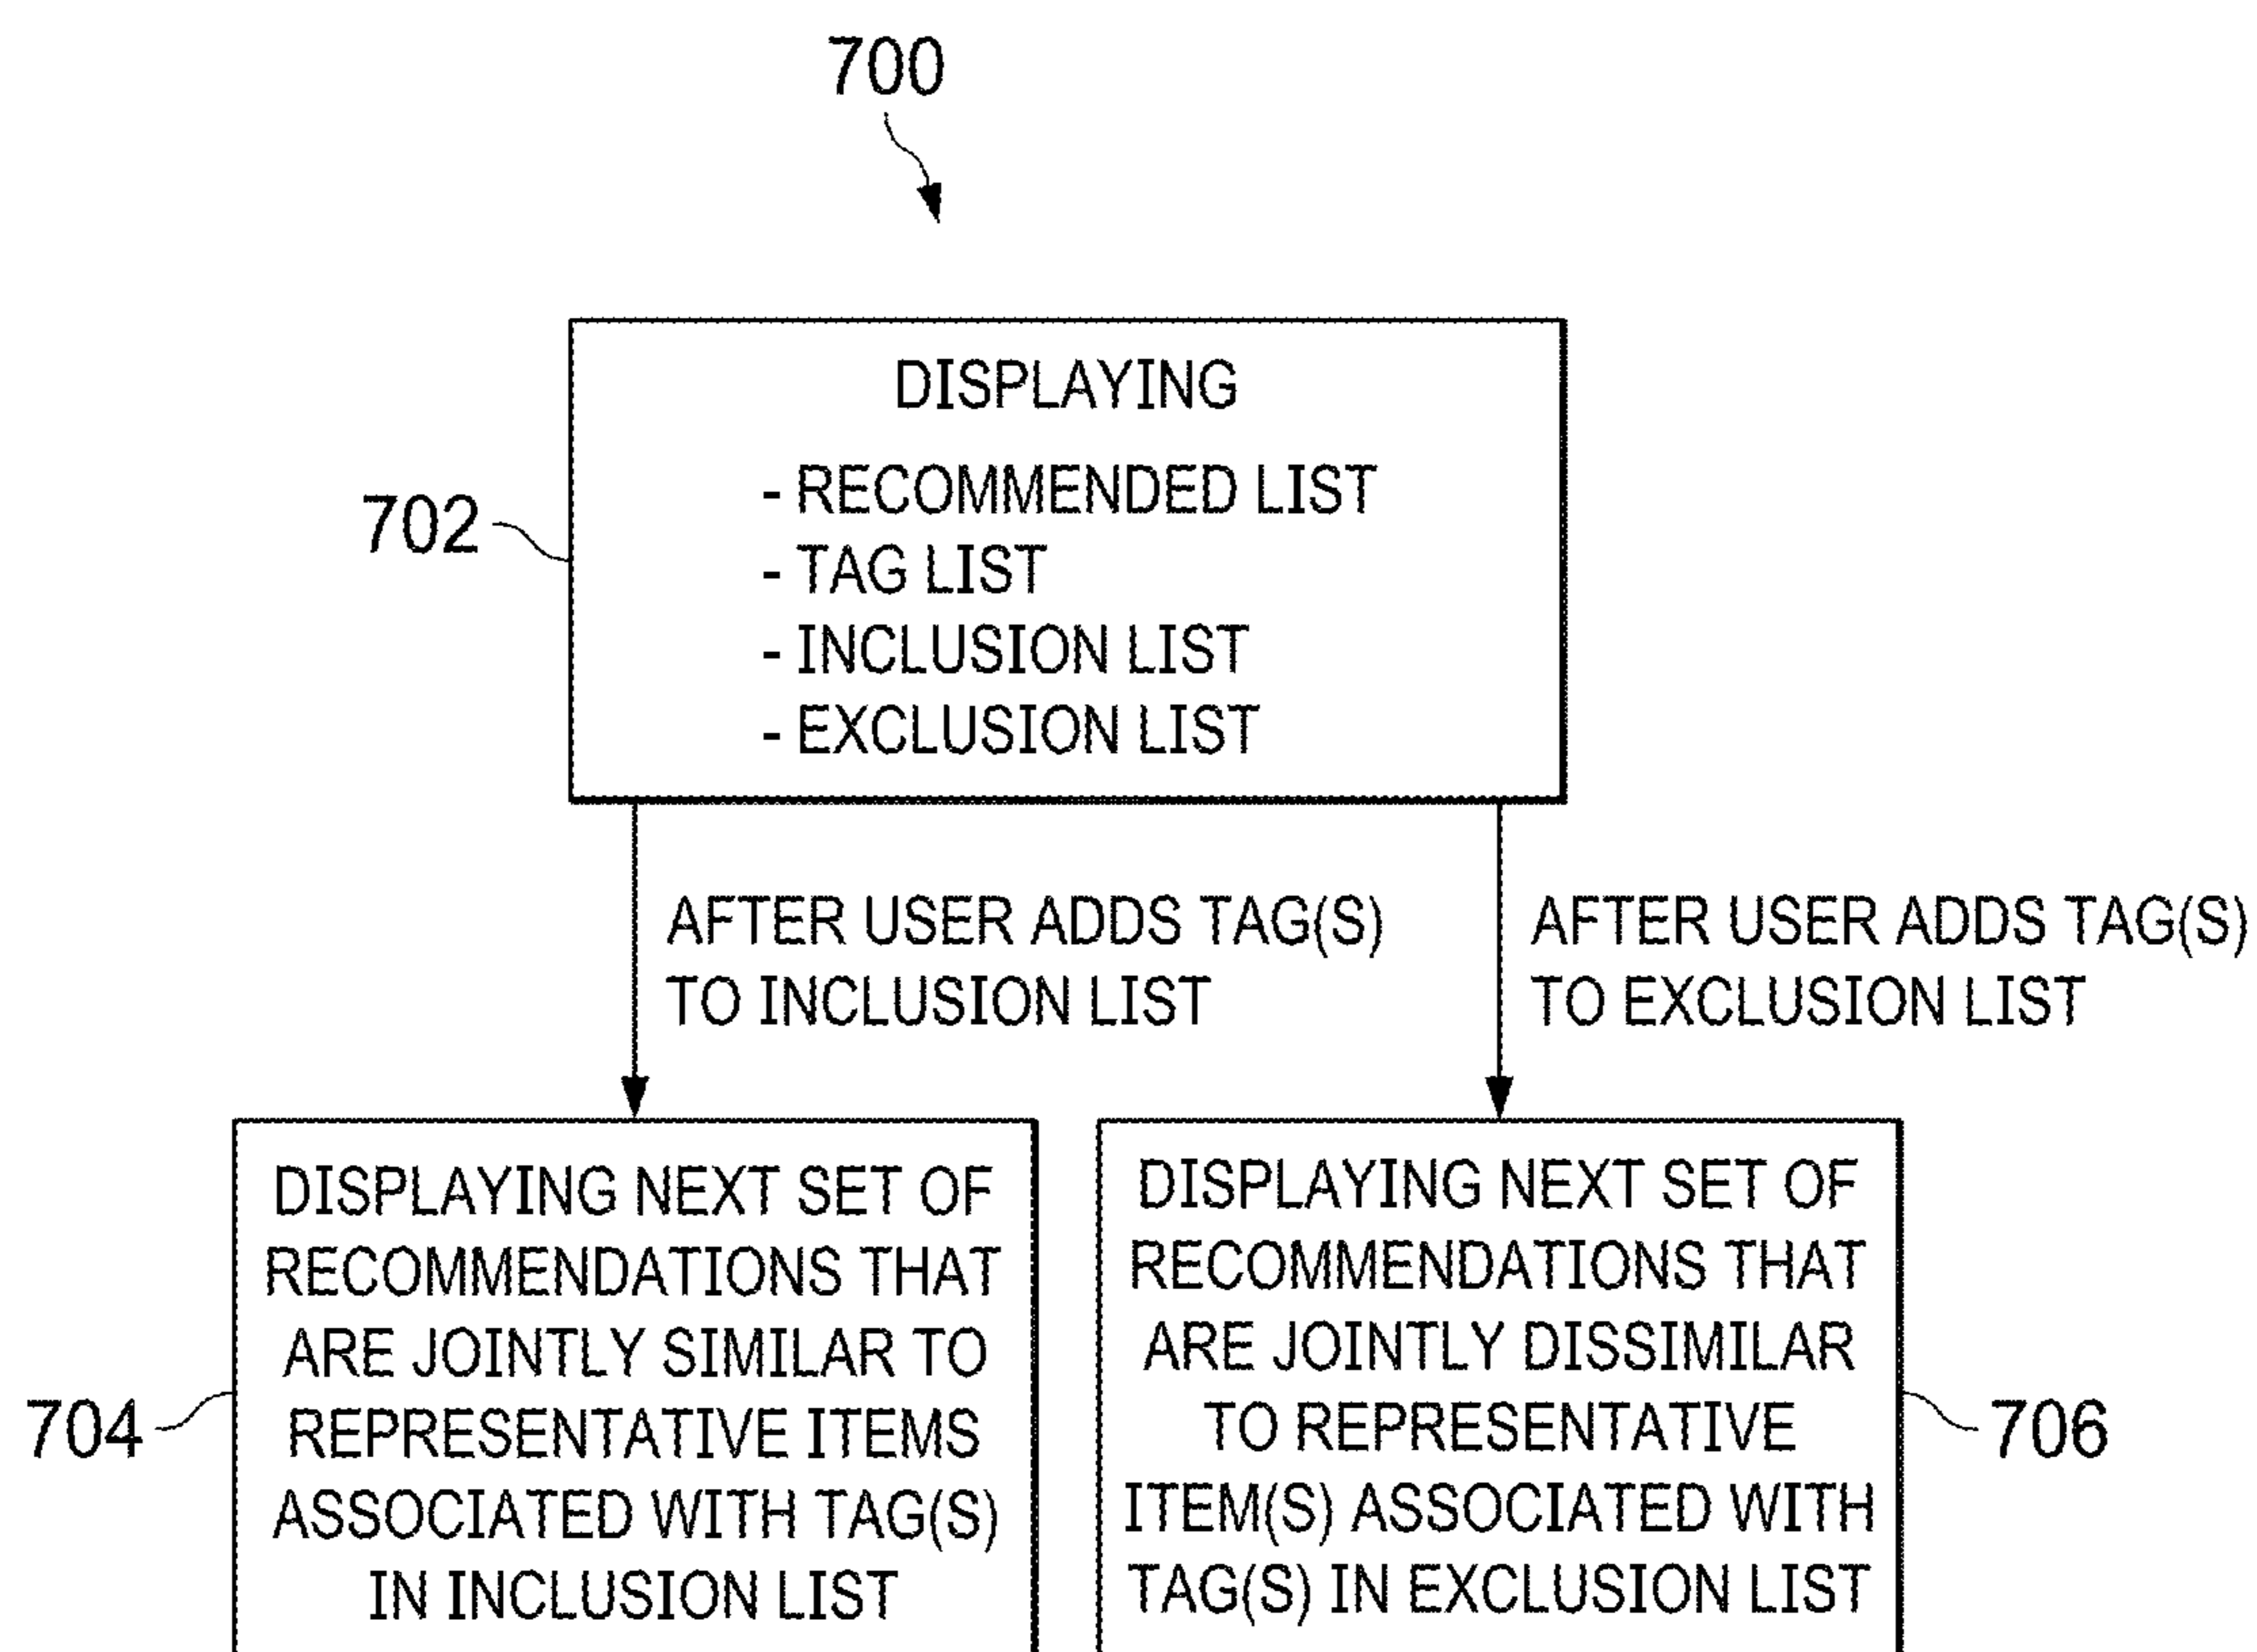 700
702
DISPLAYING
- RECOMMENDED LIST
- TAG LIST
- INCLUSION LIST
- EXCLUSION LIST
AFTER USER ADDS TAG(S)
TO INCLUSION LIST
AFTER USER ADDS TAG(S)
TO EXCLUSION LIST
704
DISPLAYING NEXT SET OF
RECOMMENDATIONS THAT
ARE JOINTLY SIMILAR TO
REPRESENTATIVE ITEMS
ASSOCIATED WITH TAG(S)
IN INCLUSION LIST
DISPLAYING NEXT SET OF
RECOMMENDATIONS THAT
ARE JOINTLY DISSIMILAR
TO REPRESENTATIVE
ITEM(S) ASSOCIATED WITH
TAG(S) IN EXCLUSION LIST
706